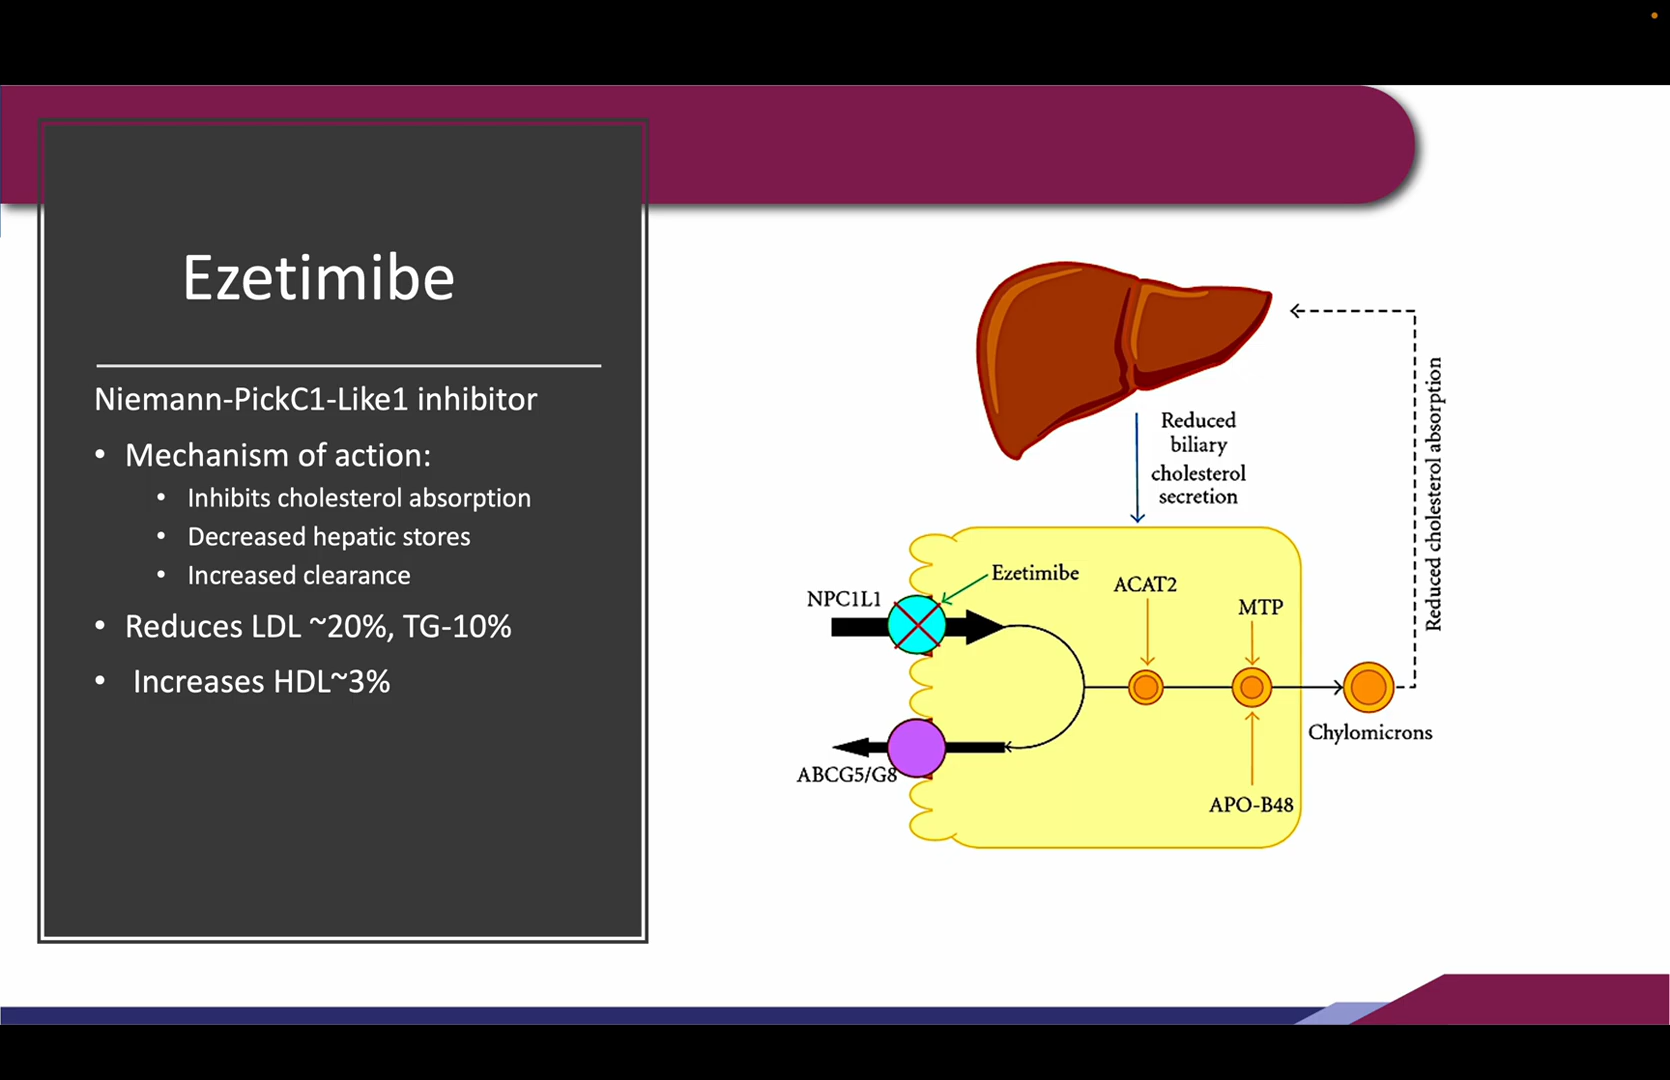 Ezetimibe
Niemann-PickC1-Like1 inhibitor
• Mechanism of action:
• Inhibits cholesterol absorption
• Decreased hepatic stores
• Increased clearance
• Reduces LDL ~20%, TG-10%
• Increases HDL~3%
Reduced
biliary
cholesterol
secretion
Reduced cholesterol absorption
Ezetimibe
NPC1L1
ACAT2
MTP
Chylomicrons
ABCG5/G8
APO-B48